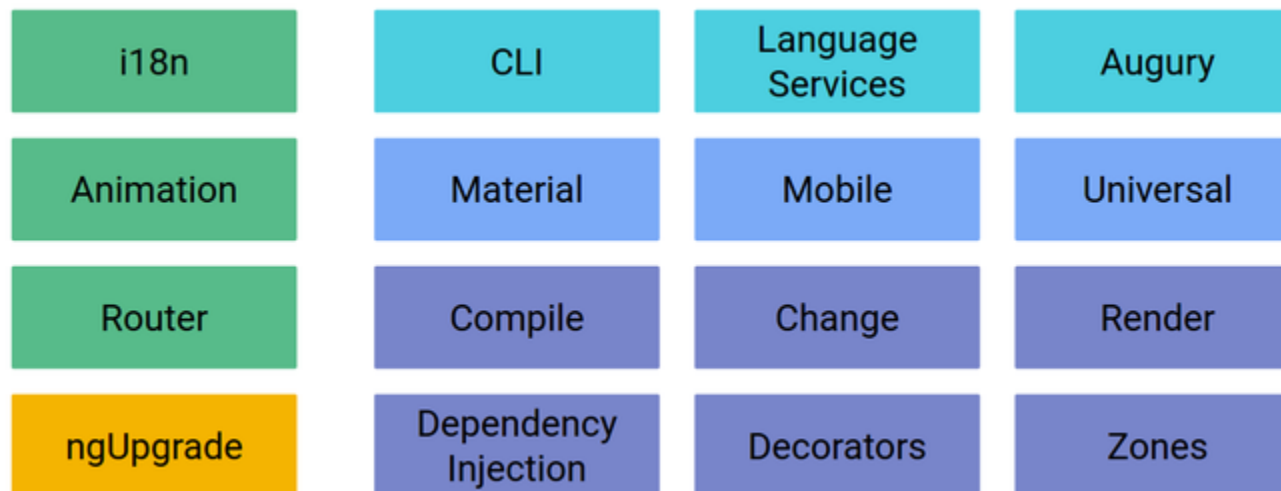 i18n
CLI
Language
Services
Augury
Animation
Material
Mobile
Universal
Router
Compile
Change
Render
ngUpgrade
Dependency
Injection
Decorators
Zones